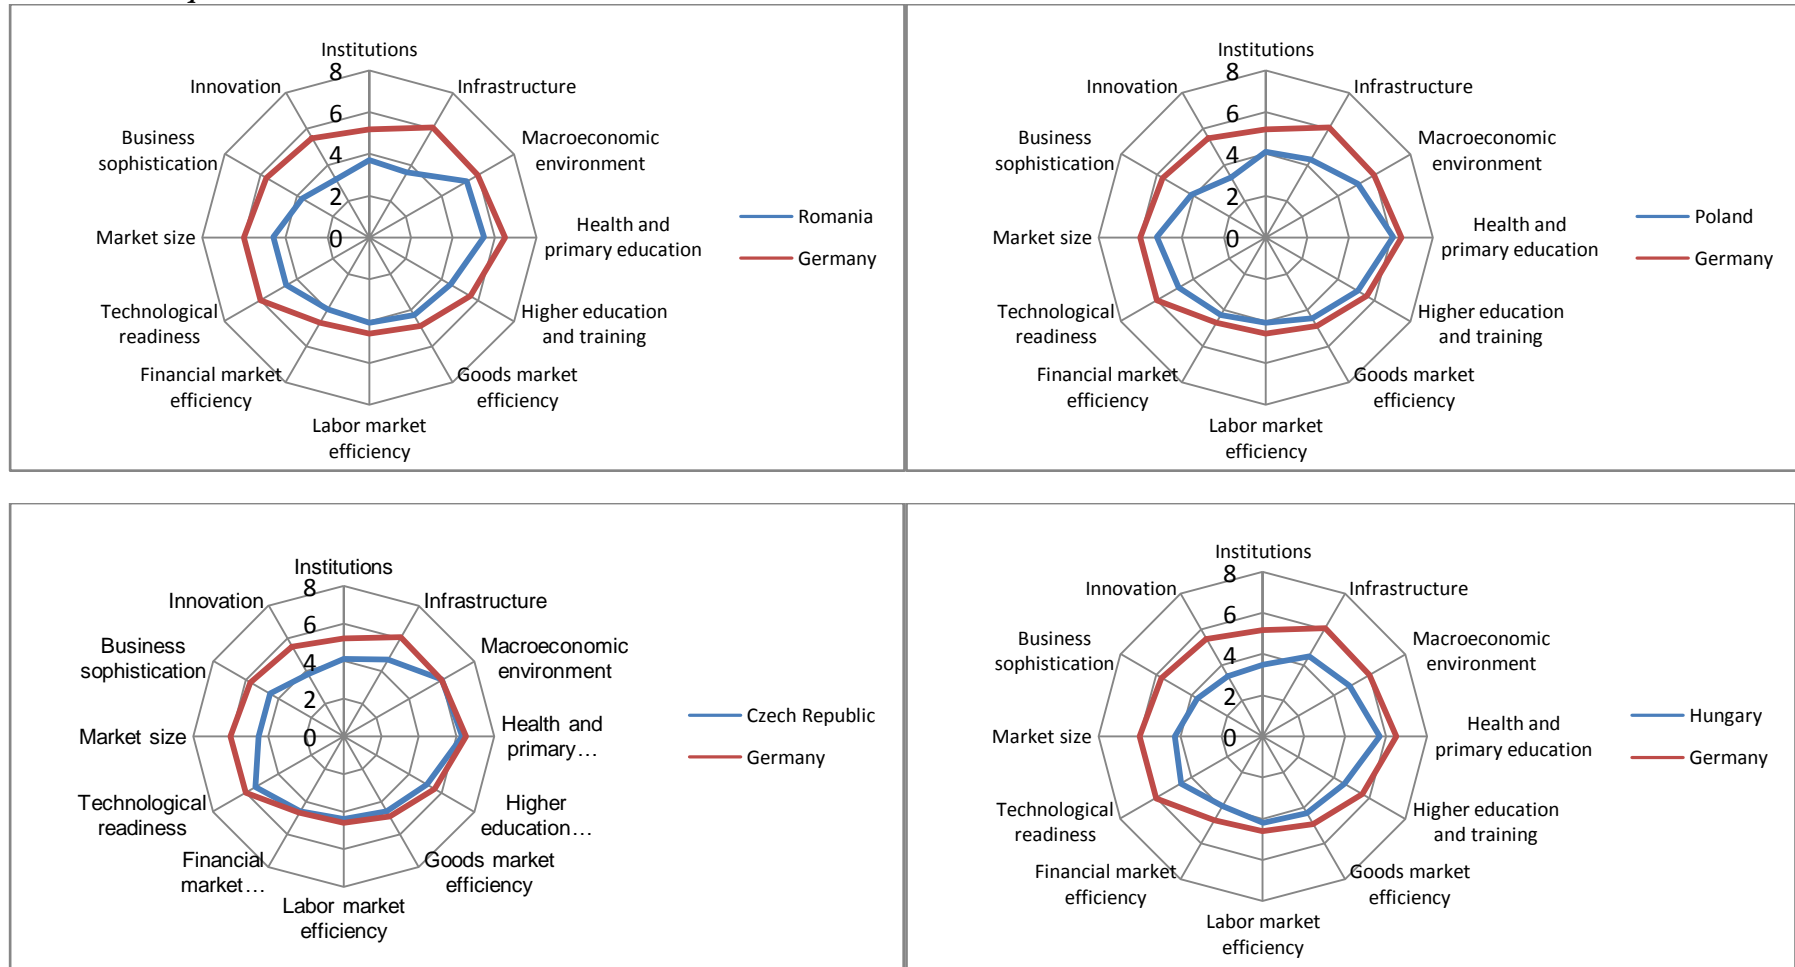 Institutions
8
Innovation
Infrastructure
6
Business
sophistication
Macroeconomic
environment
4
2
Market size
0
Health and
primary education
Romania
Germany
Technological
readiness
Higher education
and training
Financial market
efficiency
Goods market
efficiency
Labor market
efficiency
Institutions
8
Innovation
Infrastructure
6
Business
sophistication
Macroeconomic
environment
4
2
Market size
0
Health and
primary education
Poland
Germany
Technological
readiness
Higher education
and training
Financial market
efficiency
Goods market
efficiency
Labor market
efficiency
Institutions
8
Innovation
Infrastructure
6
Business
sophistication
Macroeconomic
environment
4
2
Market size
0
Health and
primary…
Czech Republic
Germany
Technological
readiness
Higher
education…
Financial
market…
Goods market
efficiency
Labor market
efficiency
Institutions
8
Innovation
Infrastructure
6
Business
sophistication
Macroeconomic
environment
4
2
Market size
0
Health and
primary education
Hungary
Germany
Technological
readiness
Higher education
and training
Financial market
efficiency
Goods market
efficiency
Labor market
efficiency